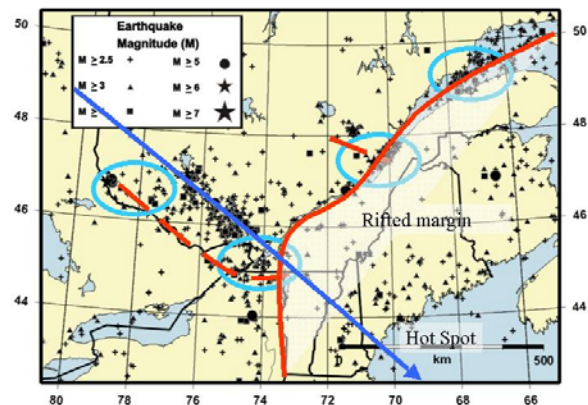 Earthquake
Magnitude (M)
M ≥ 2.5
M ≥ 5
M ≥ 3
M ≥ 6
M ≥
M ≥ 7
50
48
46
44
50
48
46
44
Rifted margin
Hot Spot
0
500
km
80
78
76
74
72
70
68
66